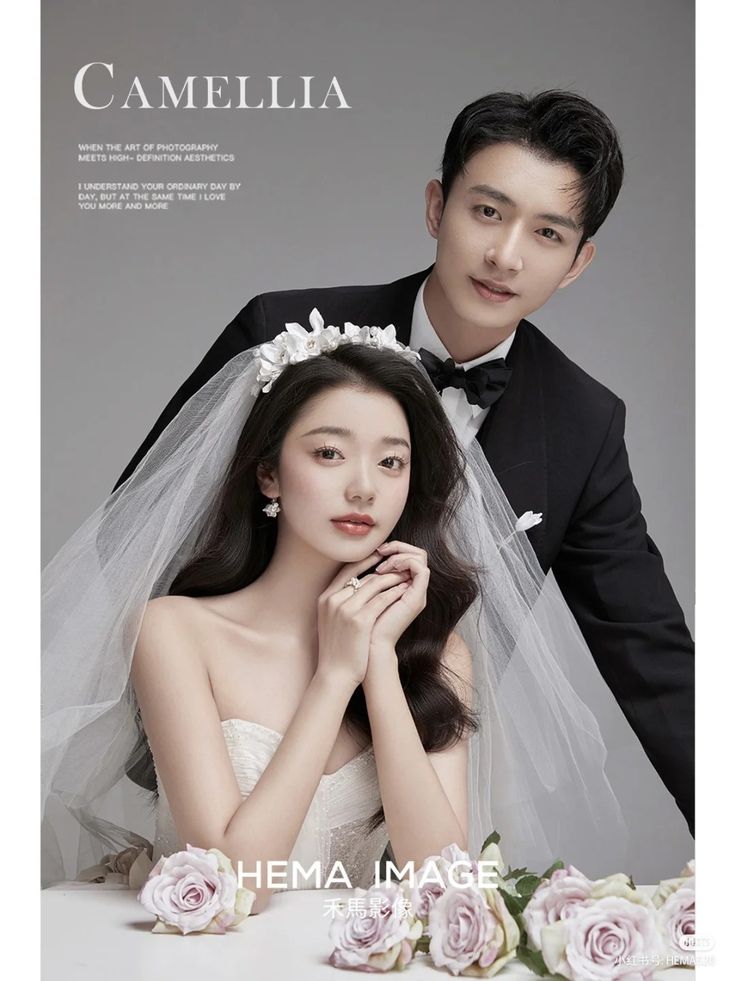 CAMELLIA
WHEN THE ART OF PHOTOGRAPHY
MEETS HIGH- DEFINITION AESTHETICS
I UNDERSTAND YOUR ORDINARY DAY BY
DAY, BUT AT THE SAME TIME I LOVE
YOU MORE AND MORE
HEMA IMAGE
禾馬影像
小红书号: HEMA